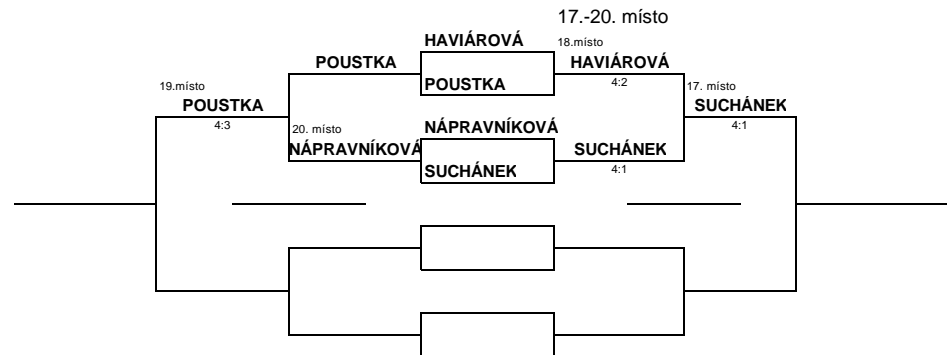 17.-20. místo
HAVIÁROVÁ
18.místo
POUSTKA
HAVIÁROVÁ
19.místo
POUSTKA
4:2
17. místo
POUSTKA
SUCHÁNEK
4:3
20. místo
NÁPRAVNÍKOVÁ
4:1
NÁPRAVNÍKOVÁ
SUCHÁNEK
SUCHÁNEK
4:1